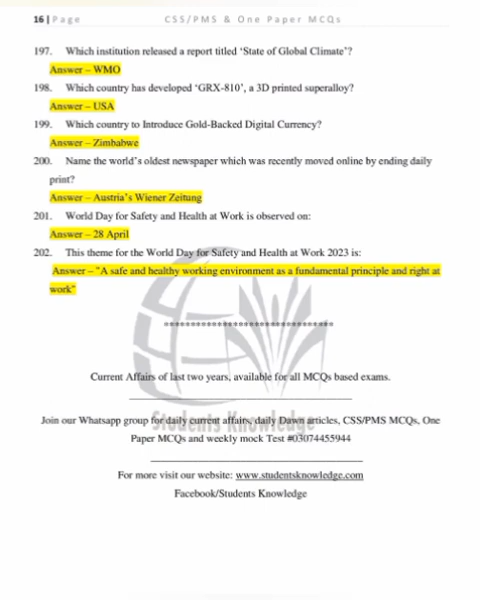 16 | Page CSS/PMS & One Paper MCQs
197. Which institution released a report titled ‘State of Global Climate’?
Answer – WMO
198. Which country has developed ‘GRX-810’, a 3D printed superalloy?
Answer – USA
199. Which country to Introduce Gold-Backed Digital Currency?
Answer – Zimbabwe
200. Name the world’s oldest newspaper which was recently moved online by ending daily
print?
Answer – Austria’s Wiener Zeitung
201. World Day for Safety and Health at Work is observed on:
Answer – 28 April
202. This theme for the World Day for Safety and Health at Work 2023 is:
Answer – "A safe and healthy working environment as a fundamental principle and right at
work"
********************************
Current Affairs of last two years, available for all MCQs based exams.
Students Knowledge
Join our Whatsapp group for daily current affairs, daily Dawn articles, CSS/PMS MCQs, One
Paper MCQs and weekly mock Test #03074455944
For more visit our website: www.studentsknowledge.com
Facebook/Students Knowledge